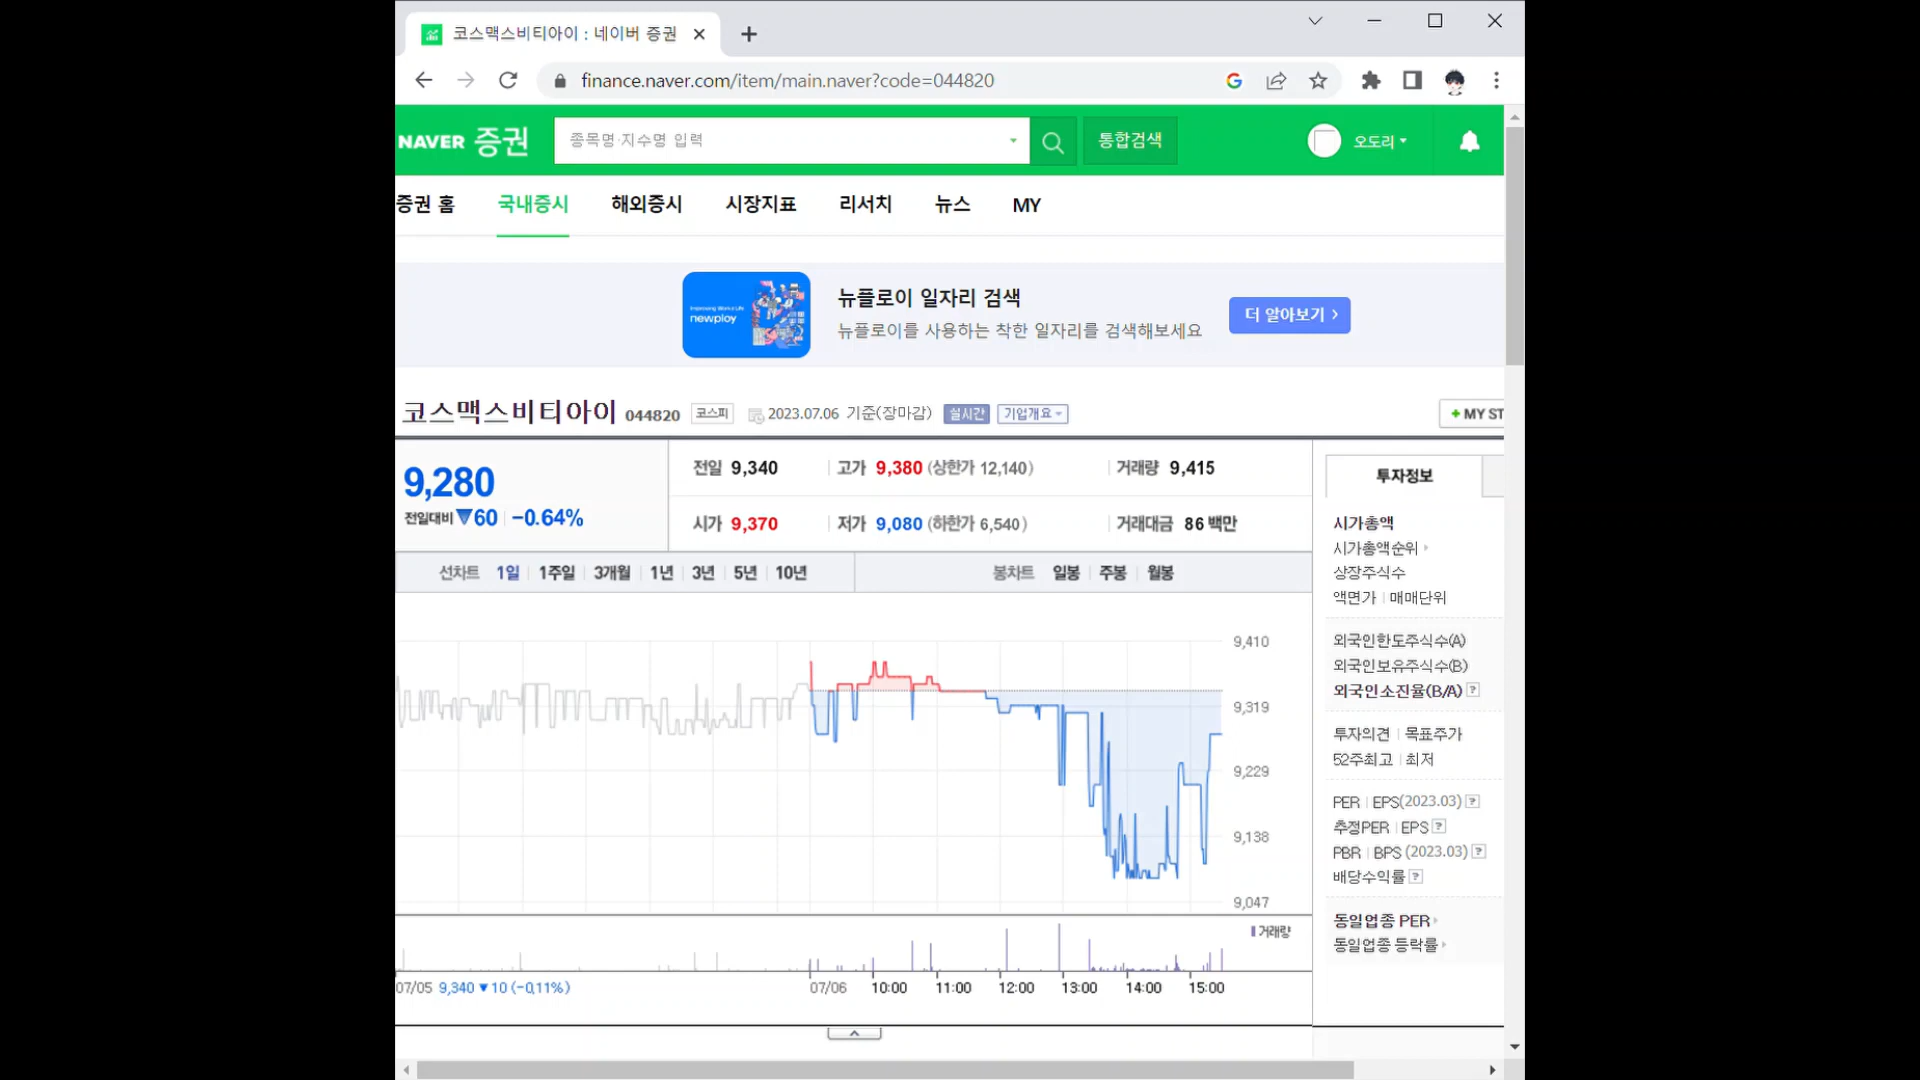 코스맥스비티아이 : 네이버 증권
finance.naver.com/item/main.naver?code=044820
NAVER 증권
종목명·지수명 입력
통합검색
오도리
증권 홈 국내증시 해외증시 시장지표 리서치 뉴스 MY
newploy
뉴플로이 일자리 검색
뉴플로이를 사용하는 착한 일자리를 검색해보세요
더 알아보기 >
코스맥스비티아이 044820 코스피 2023.07.06 기준(장마감) 실시간 기업개요
+ MY ST
9,280
전일대비 ▼60 -0.64%
전일 9,340 고가 9,380 (상한가 12,140) 거래량 9,415
시가 9,370 저가 9,080 (하한가 6,540) 거래대금 86 백만
선차트 1일 1주일 3개월 1년 3년 5년 10년
봉차트 일봉 주봉 월봉
9,410
9,319
9,229
9,138
9,047
거래량
07/05 9,340 ▼10 (-0.11%)
07/06 10:00 11:00 12:00 13:00 14:00 15:00
투자정보
시가총액
시가총액순위
상장주식수
액면가 | 매매단위
외국인한도주식수(A)
외국인보유주식수(B)
외국인소진율(B/A) ?
투자의견 | 목표주가
52주최고 | 최저
PER | EPS(2023.03) ?
추정PER | EPS ?
PBR | BPS (2023.03) ?
배당수익률 ?
동일업종 PER
동일업종 등락률